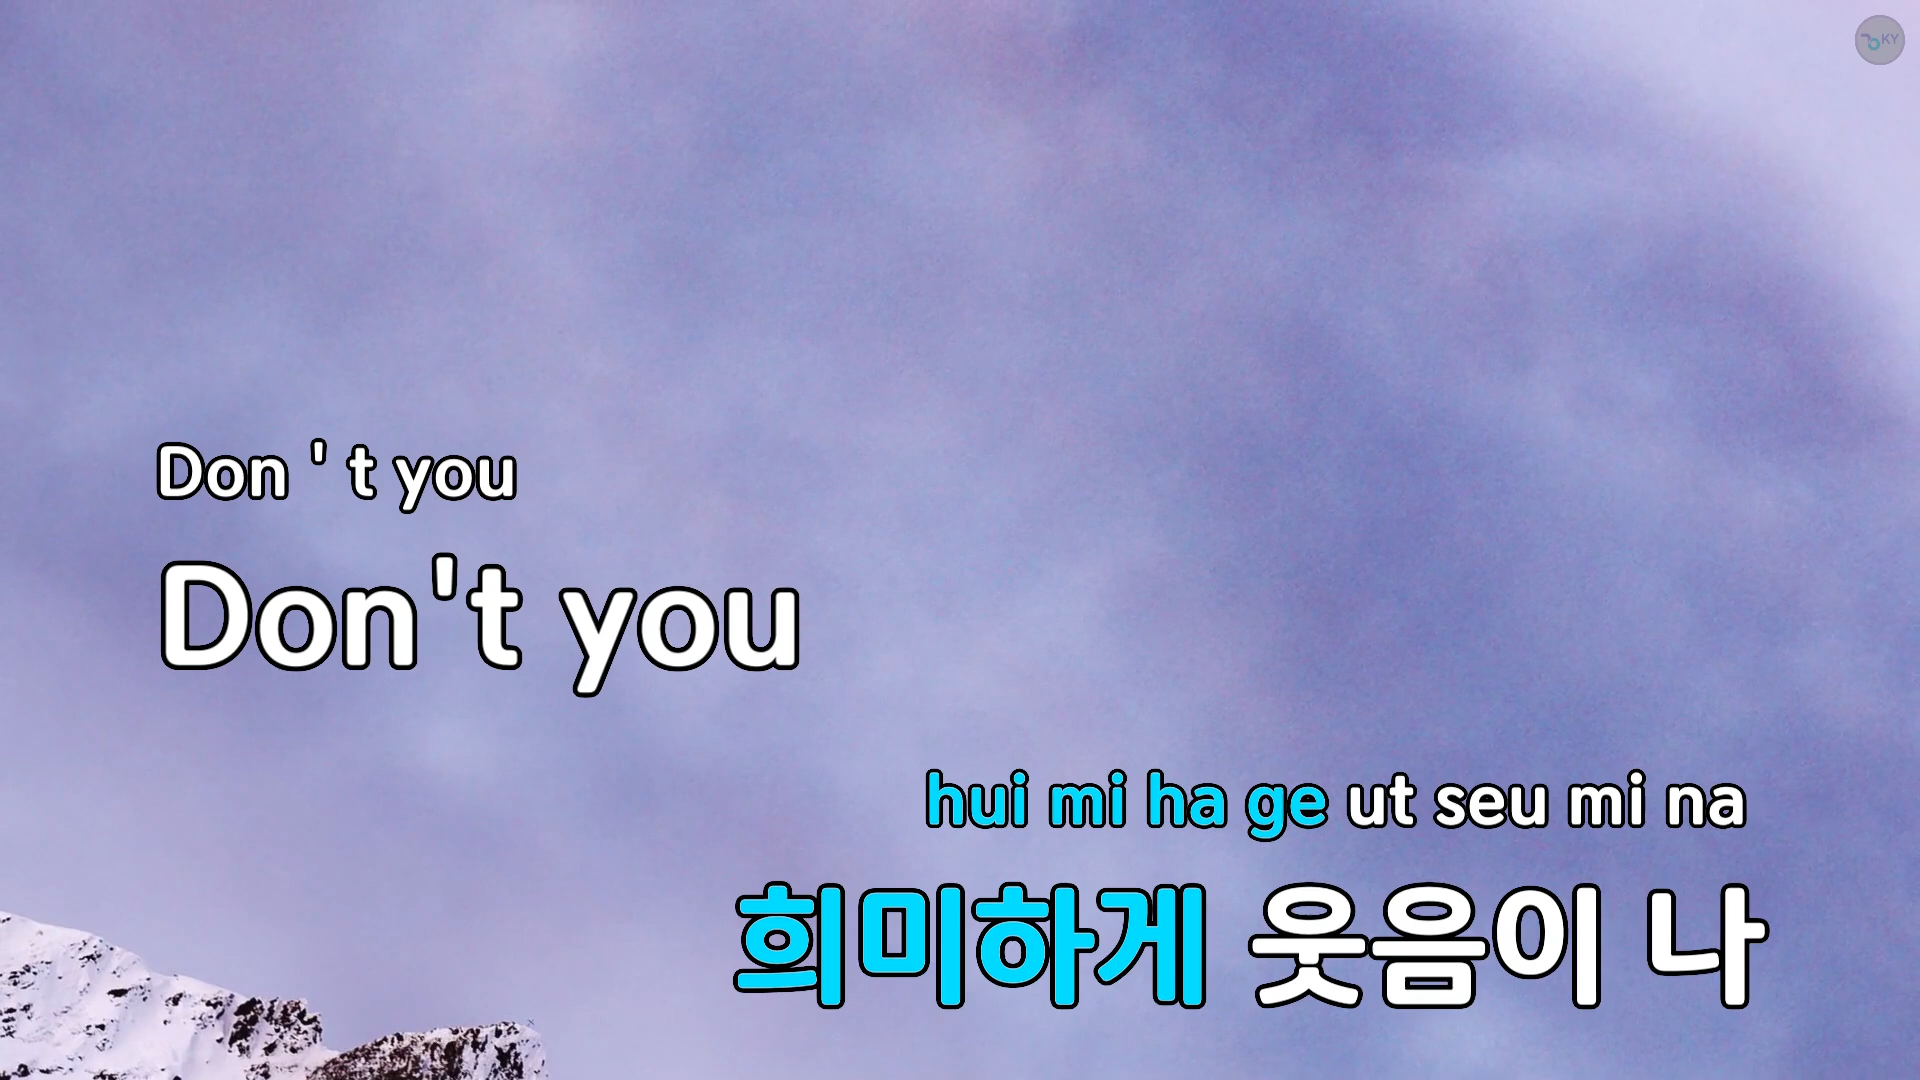 KY
Don ' t you
Don't you
hui mi ha ge ut seu mi na
희미하게 웃음이 나